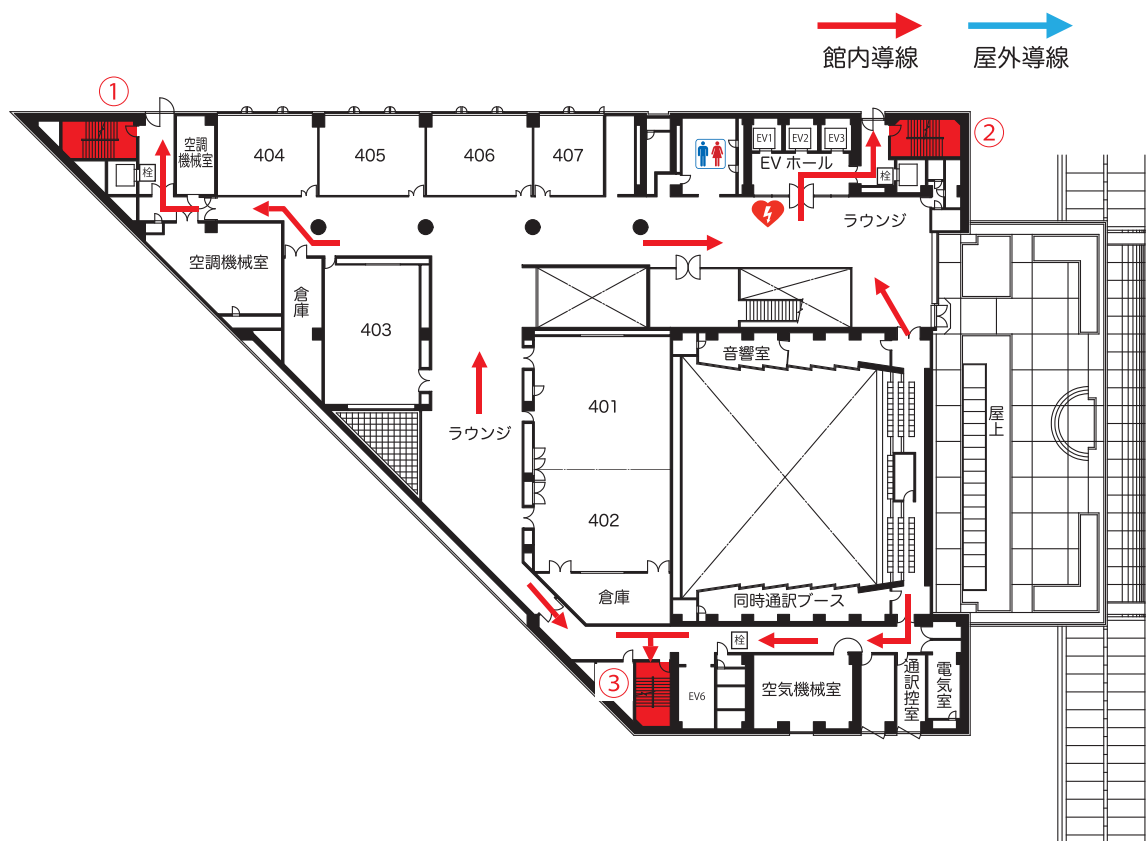 館内導線
屋外導線
①
②
空調
機械室
404
405
406
407
EV1
EV2
EV3
EVホール
栓
栓
ラウンジ
空調機械室
倉庫
403
音響室
401
ラウンジ
屋上
402
倉庫
同時通訳ブース
栓
③
EV6
空気機械室
通訳控室
電気室